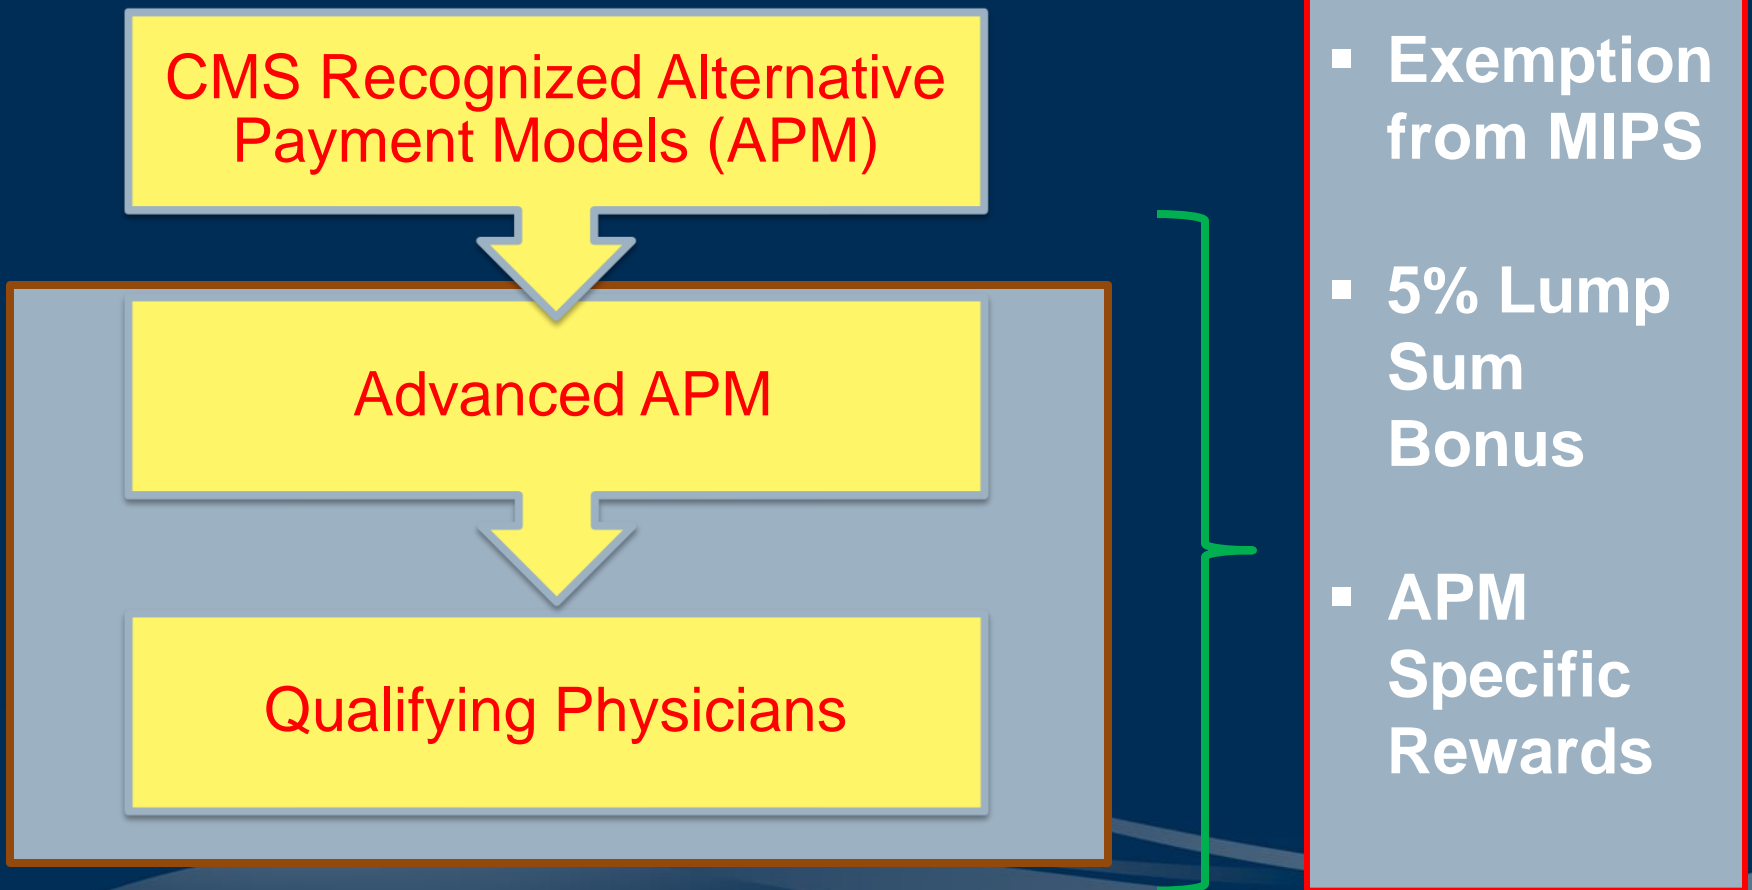 CMS Recognized Alternative
Payment Models (APM)
Advanced APM
Qualifying Physicians
▪ Exemption
from MIPS
▪ 5% Lump
Sum
Bonus
▪ APM
Specific
Rewards